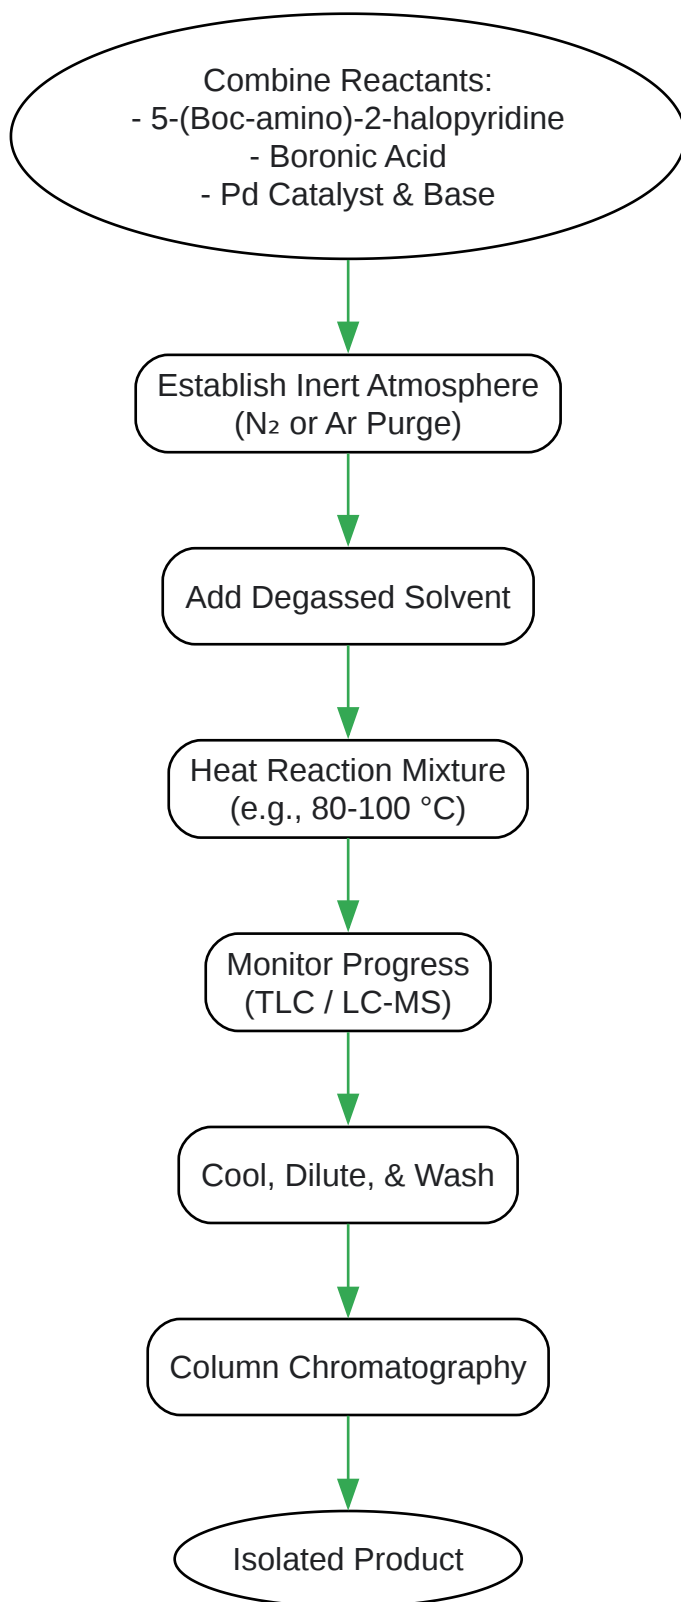 Combine Reactants:
- 5-(Boc-amino)-2-halopyridine
- Boronic Acid
- Pd Catalyst & Base
Establish Inert Atmosphere
(N₂ or Ar Purge)
Add Degassed Solvent
Heat Reaction Mixture
(e.g., 80-100 °C)
Monitor Progress
(TLC / LC-MS)
Cool, Dilute, & Wash
Column Chromatography
Isolated Product